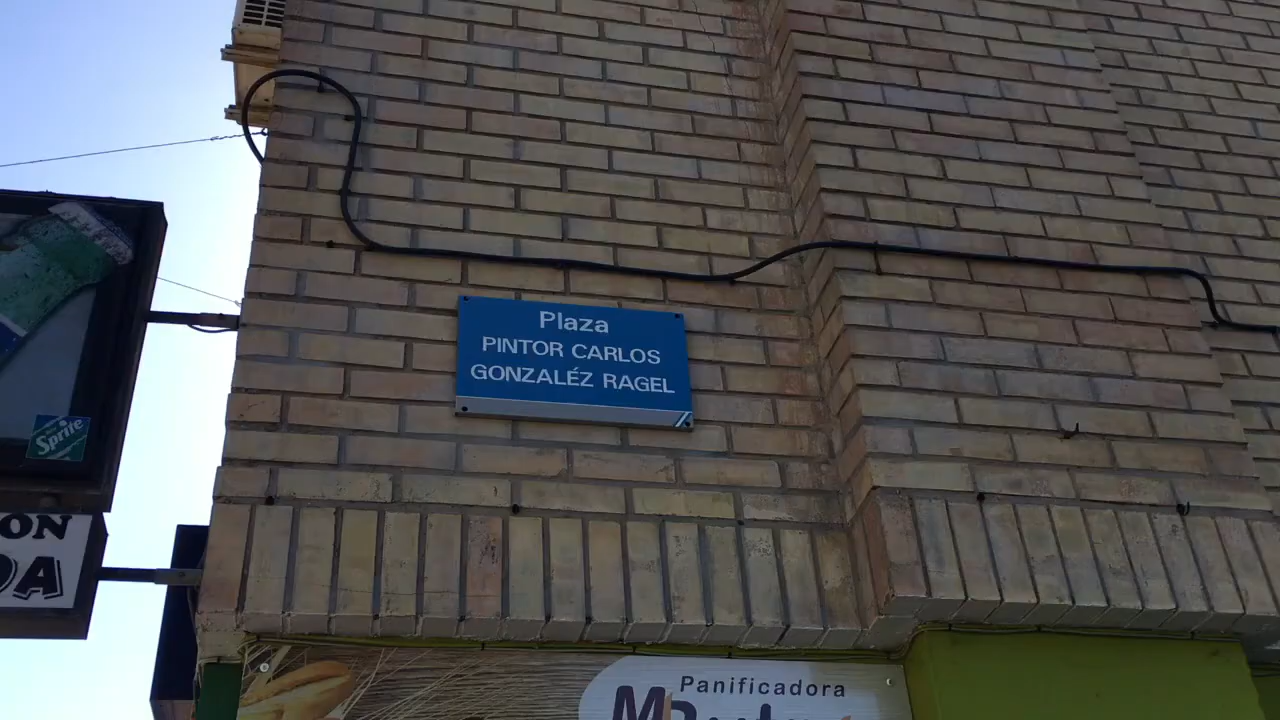 Plaza
PINTOR CARLOS
GONZALÉZ RAGEL
Sprite
ON
DA
Panificadora